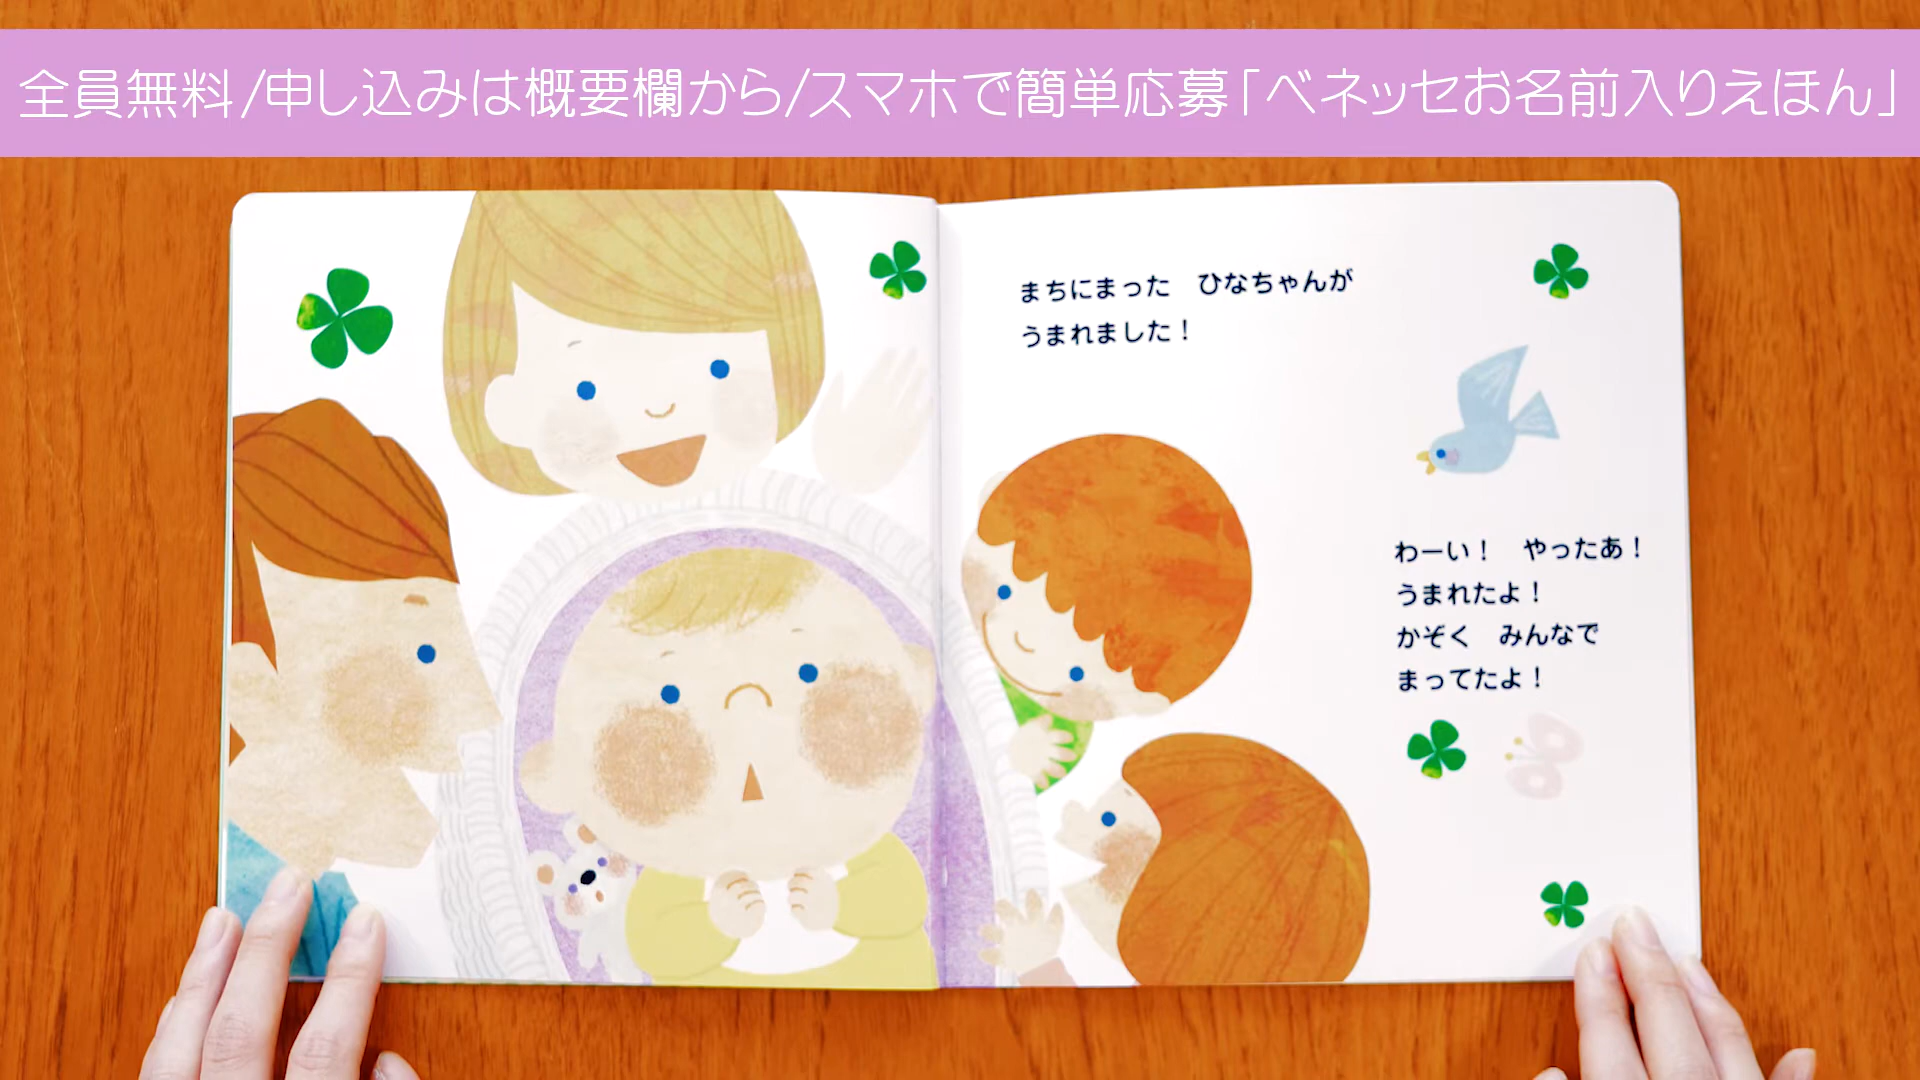 全員無料/申し込みは概要欄から/スマホで簡単応募「ベネッセお名前入りえほん」
まちにまった　ひなちゃんが
うまれました！
わーい！　やったあ！
うまれたよ！
かぞく　みんなで
まってたよ！